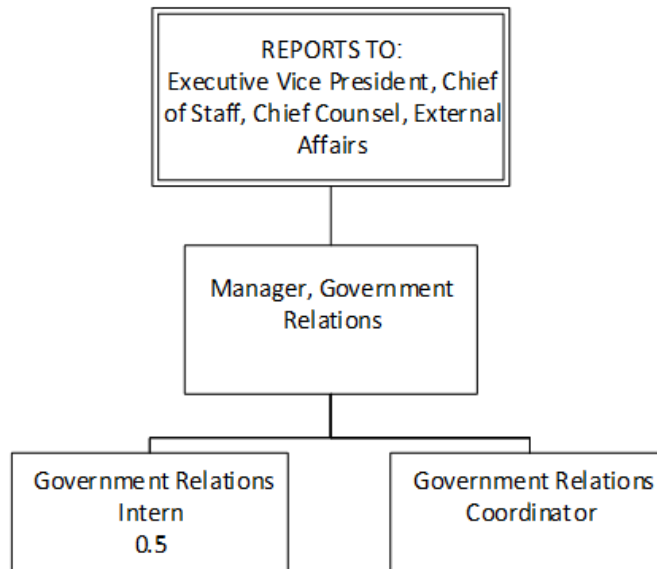 REPORTS TO:
Executive Vice President, Chief
of Staff, Chief Counsel, External
Affairs
Manager, Government
Relations
Government Relations
Intern
0.5
Government Relations
Coordinator